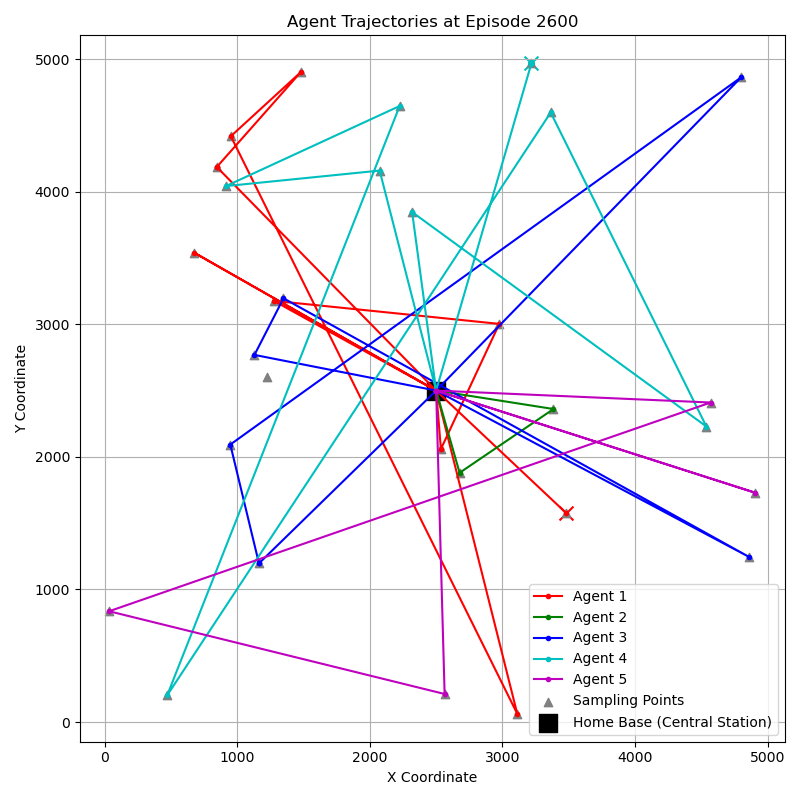 Agent Trajectories at Episode 2600
Y Coordinate
5000
4000
3000
2000
1000
0
0 1000 2000 3000 4000 5000
X Coordinate
Agent 1
Agent 2
Agent 3
Agent 4
Agent 5
Sampling Points
Home Base (Central Station)